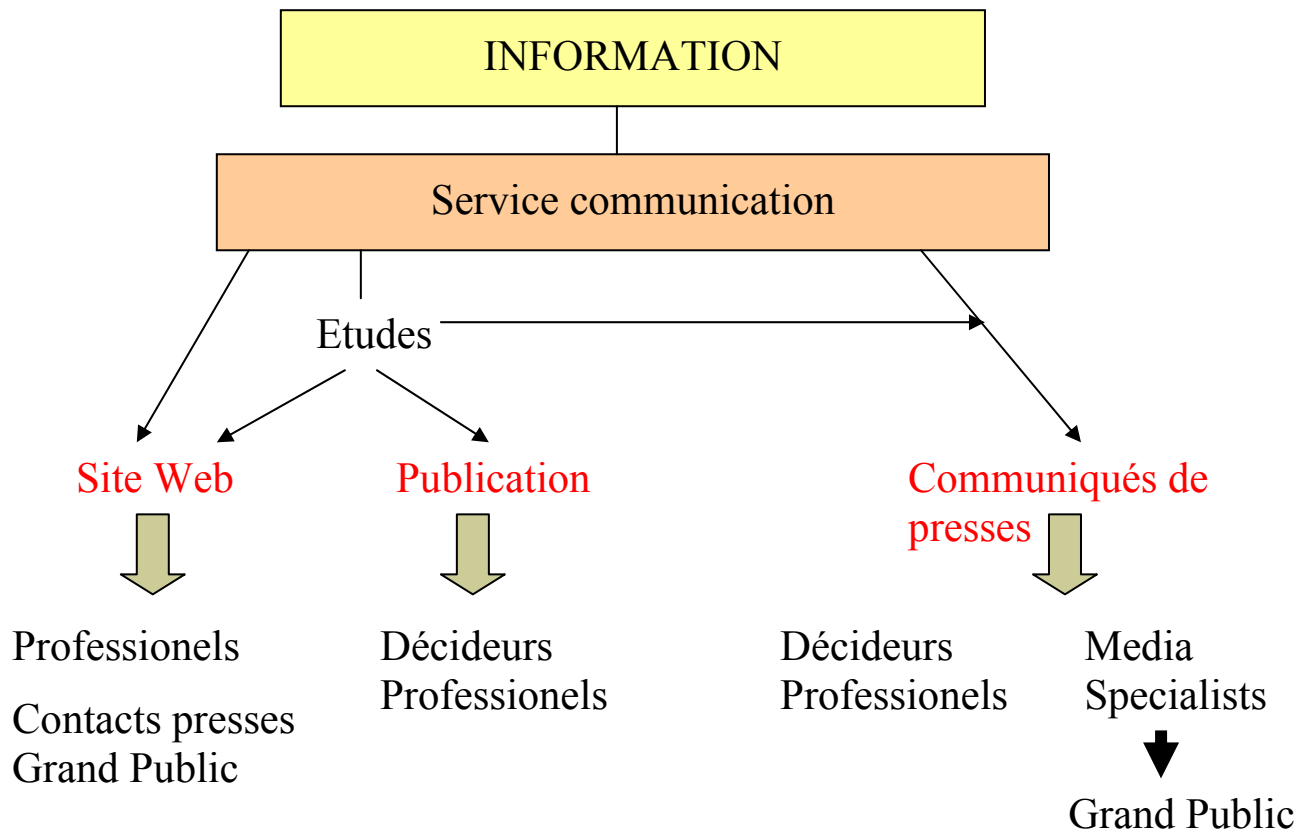 INFORMATION
Service communication
Etudes
Site Web
Publication
Communiqués de
presses
Professionels
Contacts presses
Grand Public
Décideurs
Professionels
Décideurs
Professionels
Media
Specialists
Grand Public